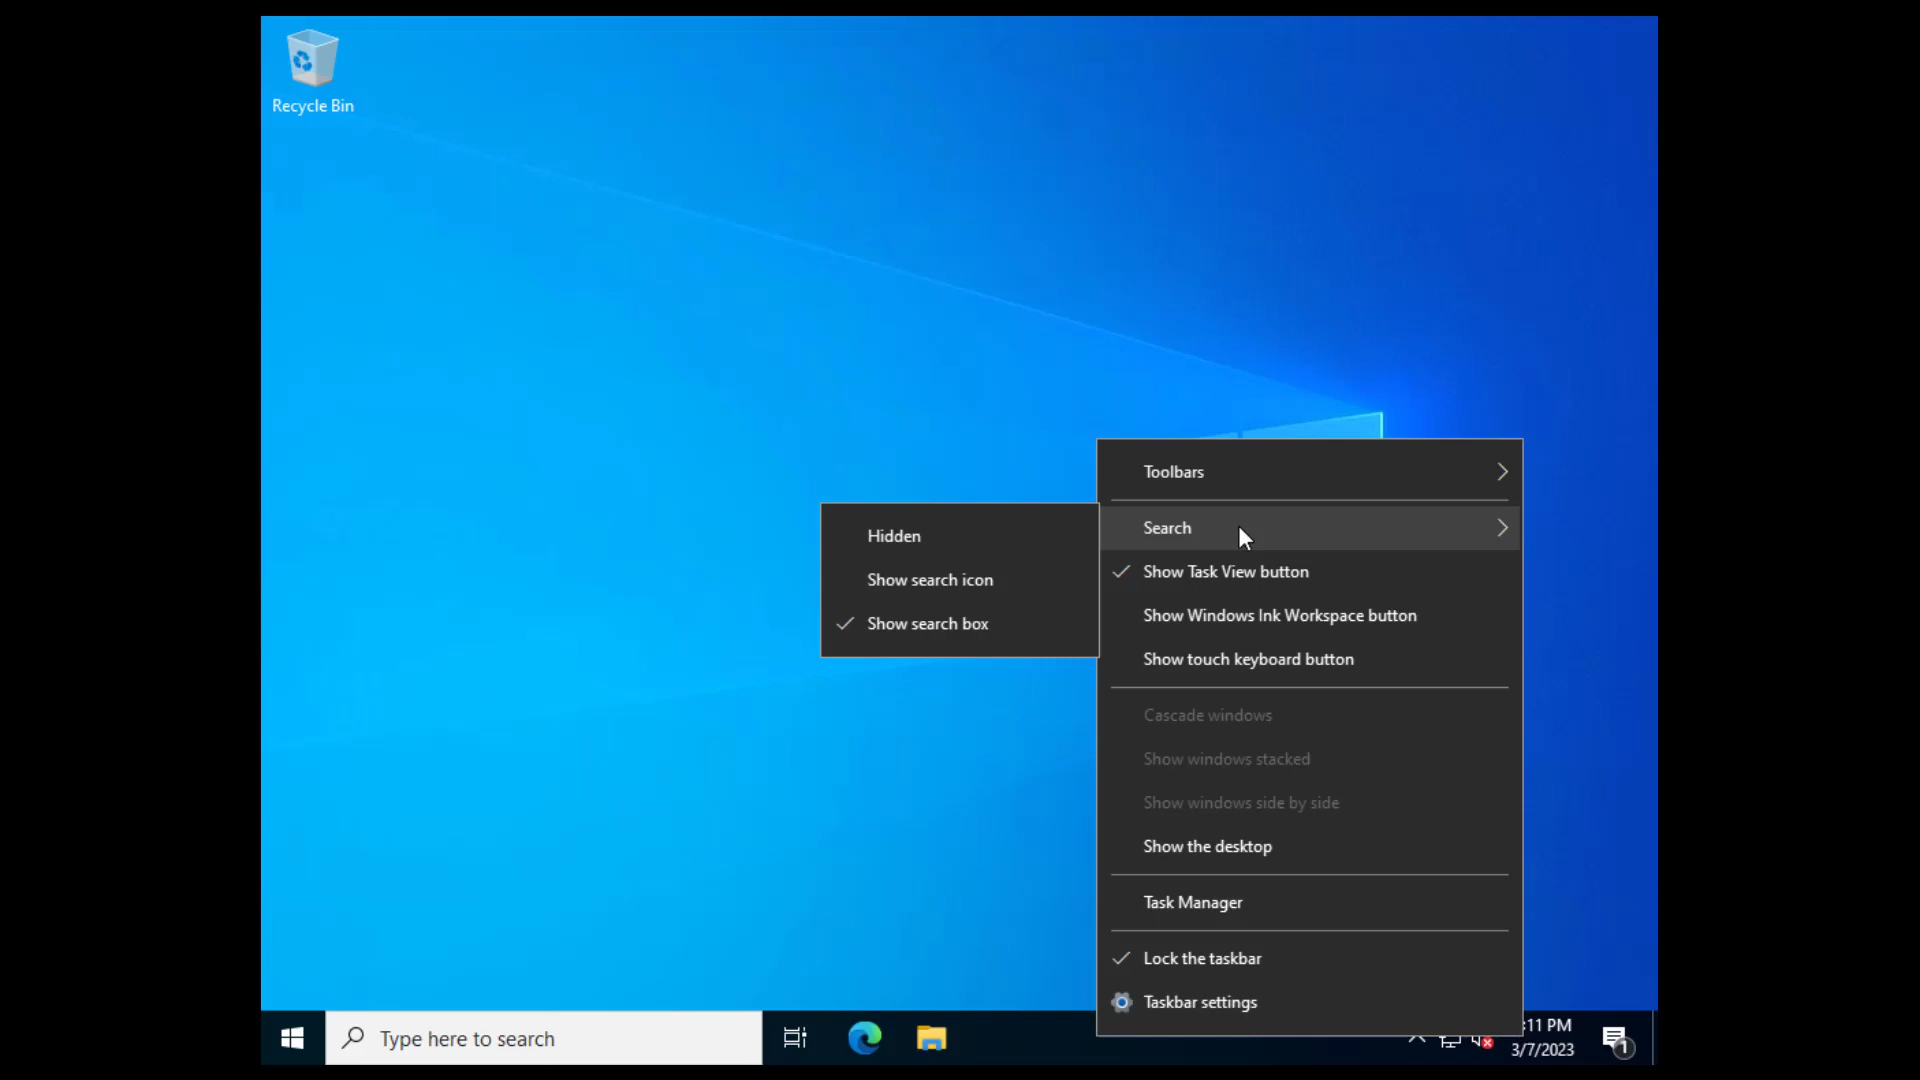 Recycle Bin
Toolbars
Search
Show Task View button
Show Windows Ink Workspace button
Show touch keyboard button
Cascade windows
Show windows stacked
Show windows side by side
Show the desktop
Task Manager
Lock the taskbar
Taskbar settings
Hidden
Show search icon
Show search box
Type here to search
:11 PM
3/7/2023
1